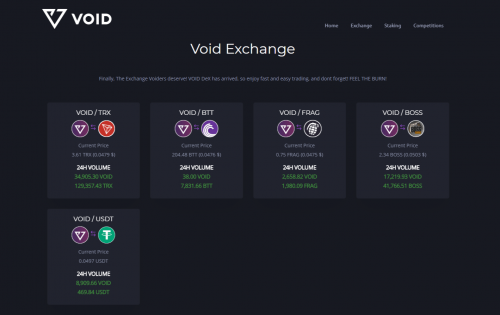 VOID
Home
Exchange
Staking
Competitions
Void Exchange
Finally, The Exchange Voiders deserve! VOID DeX has arrived, so enjoy fast and easy trading, and dont forget! FEEL THE BURN!
VOID / TRX
Current Price
3.61 TRX (0.0479 $)
24H VOLUME
34,905.30 VOID
129,357.43 TRX
VOID / BTT
Current Price
204.48 BTT (0.0476 $)
24H VOLUME
38.00 VOID
7,831.66 BTT
VOID / FRAG
Current Price
0.75 FRAG (0.0475 $)
24H VOLUME
2,658.82 VOID
1,980.09 FRAG
VOID / BOSS
Current Price
2.34 BOSS (0.0503 $)
24H VOLUME
17,219.93 VOID
41,766.51 BOSS
VOID / USDT
Current Price
0.0497 USDT
24H VOLUME
8,909.66 VOID
469.84 USDT